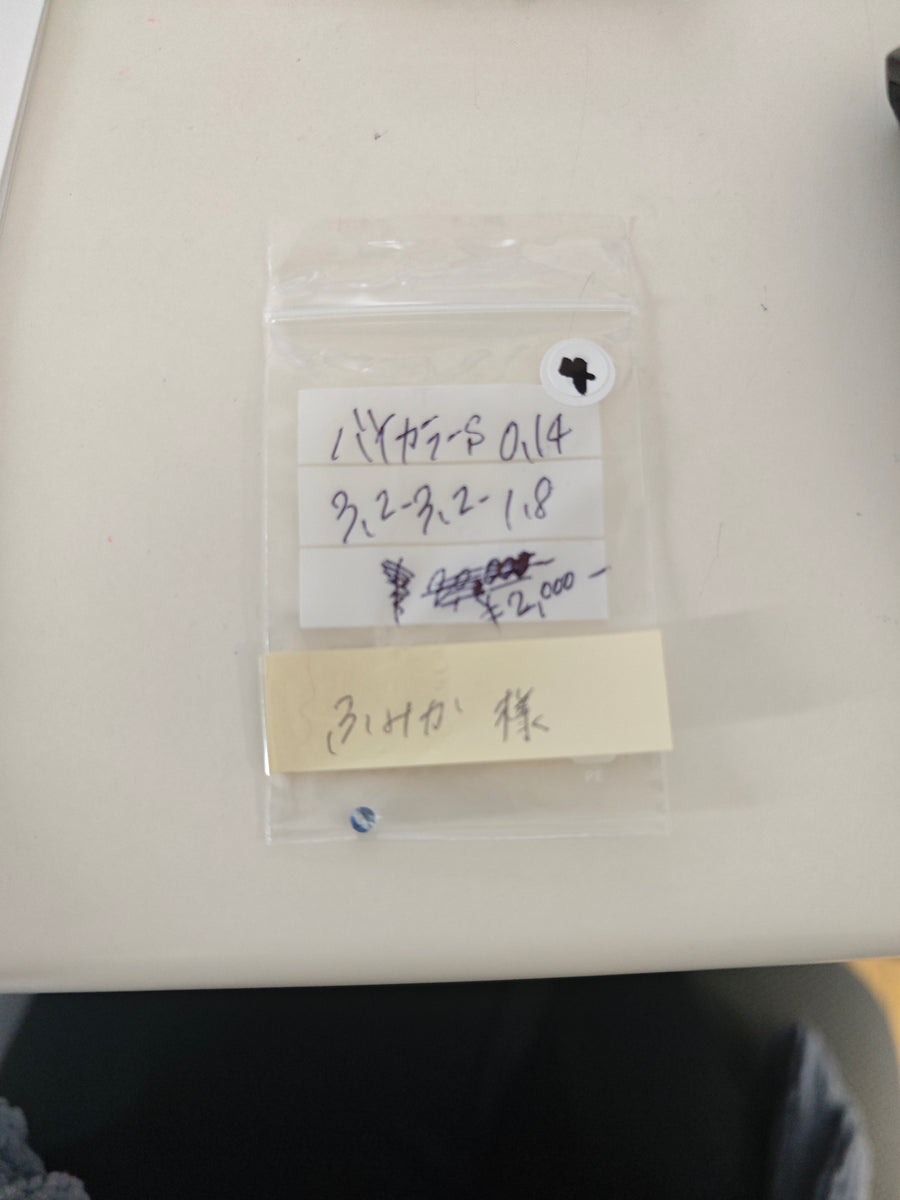 バイカラーS 0,14
3,2-3,2-1,8
¥2,000-
ふみか 様
PE